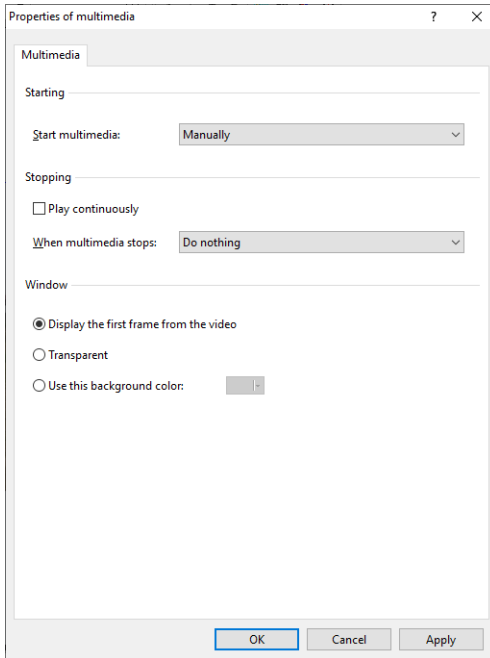 Properties of multimedia ?
Multimedia
Starting
Start multimedia: Manually
Stopping
Play continuously
When multimedia stops: Do nothing
Window
Display the first frame from the video
Transparent
Use this background color:
OK Cancel Apply